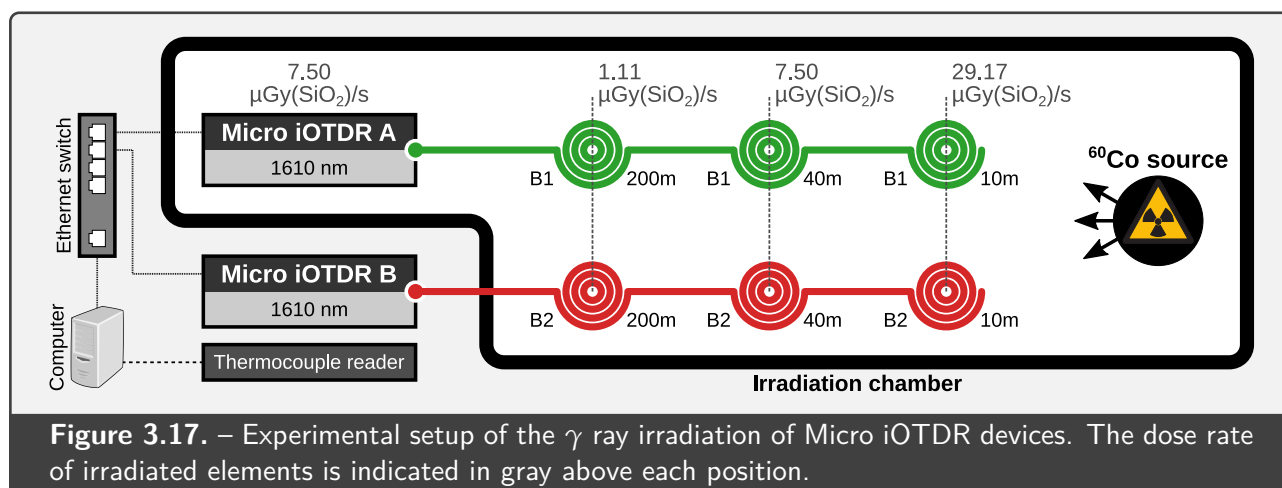 7.50
µGy(SiO₂)/s
1.11
µGy(SiO₂)/s
7.50
µGy(SiO₂)/s
29.17
µGy(SiO₂)/s
Ethernet switch
Micro iOTDR A
1610 nm
B1
200m
B1
40m
B1
10m
⁶⁰Co source
Micro iOTDR B
1610 nm
B2
200m
B2
40m
B2
10m
Computer
Thermocouple reader
Irradiation chamber
Figure 3.17. – Experimental setup of the γ ray irradiation of Micro iOTDR devices. The dose rate
of irradiated elements is indicated in gray above each position.